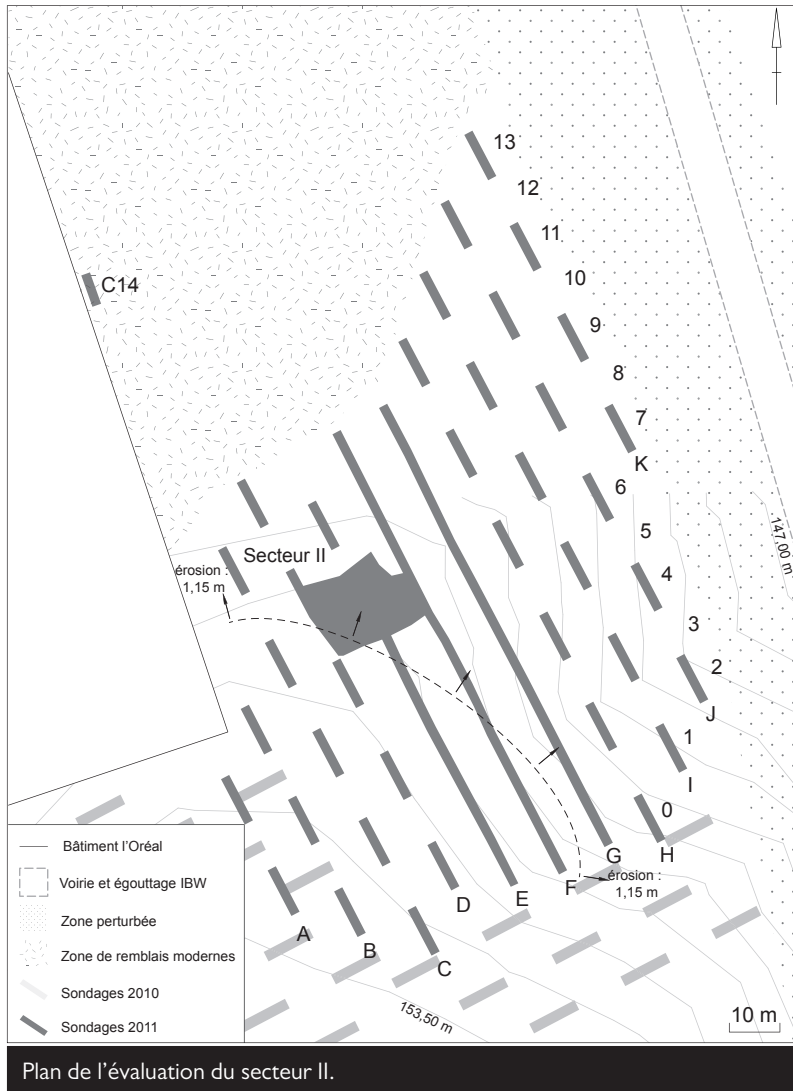 13
12
11
10
C14
9
8
7
K
6
147,00 m
5
Secteur II
érosion :
1,15 m
4
3
2
J
1
I
0
H
G
érosion :
1,15 m
F
E
D
A
B
C
153,50 m
10 m
Bâtiment l’Oréal
Voirie et égouttage IBW
Zone perturbée
Zone de remblais modernes
Sondages 2010
Sondages 2011
Plan de l’évaluation du secteur II.